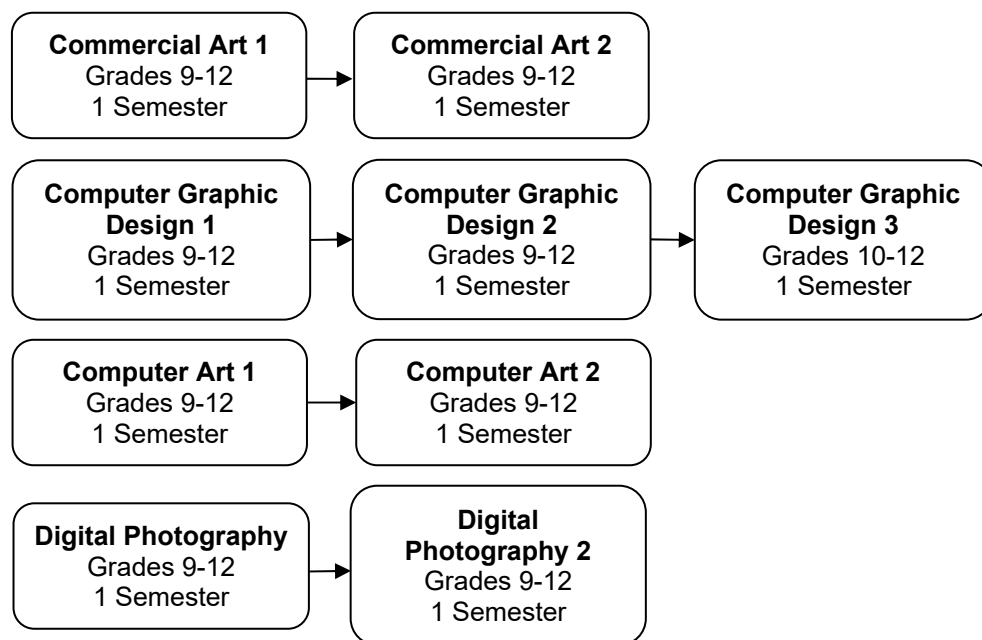 Commercial Art 1
Grades 9-12
1 Semester
Commercial Art 2
Grades 9-12
1 Semester
Computer Graphic
Design 1
Grades 9-12
1 Semester
Computer Graphic
Design 2
Grades 9-12
1 Semester
Computer Graphic
Design 3
Grades 10-12
1 Semester
Computer Art 1
Grades 9-12
1 Semester
Computer Art 2
Grades 9-12
1 Semester
Digital Photography
Grades 9-12
1 Semester
Digital
Photography 2
Grades 9-12
1 Semester